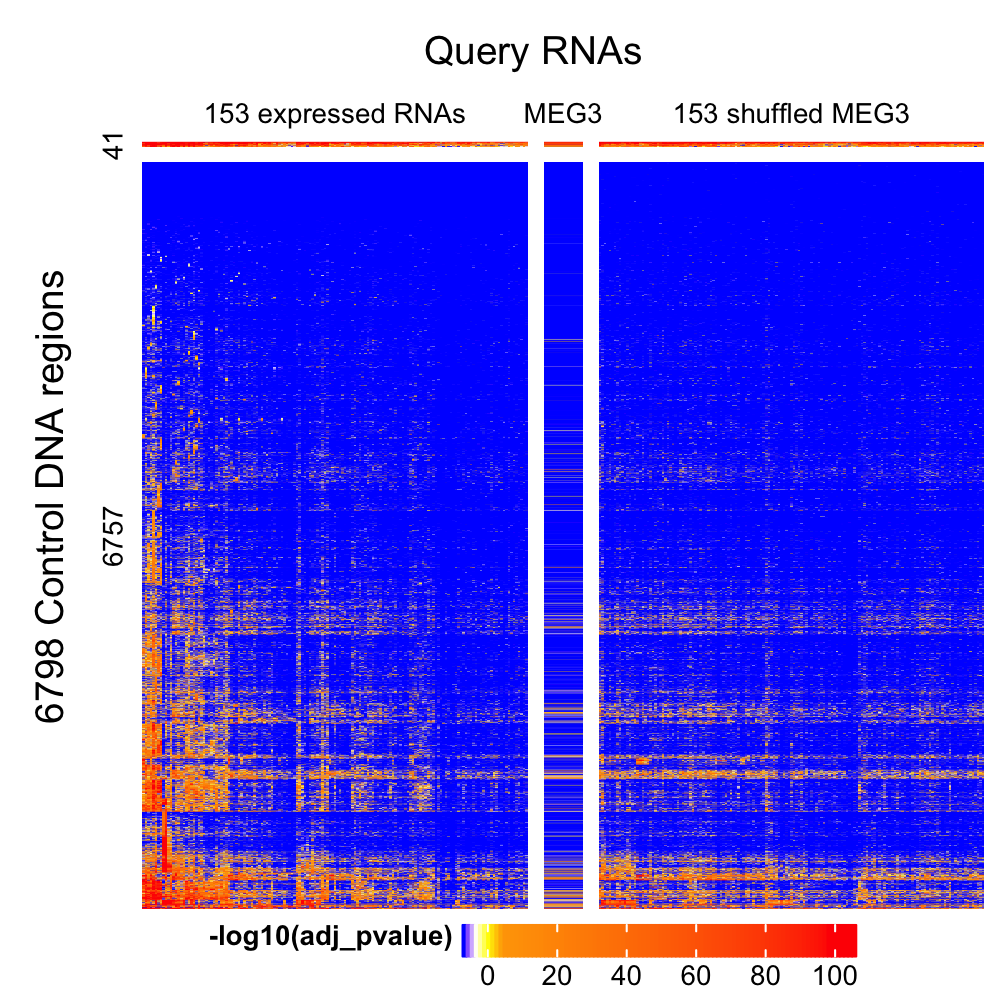 Query RNAs
153 expressed RNAs MEG3 153 shuffled MEG3
41
6798 Control DNA regions
6757
-log10(adj_pvalue)
0 20 40 60 80 100